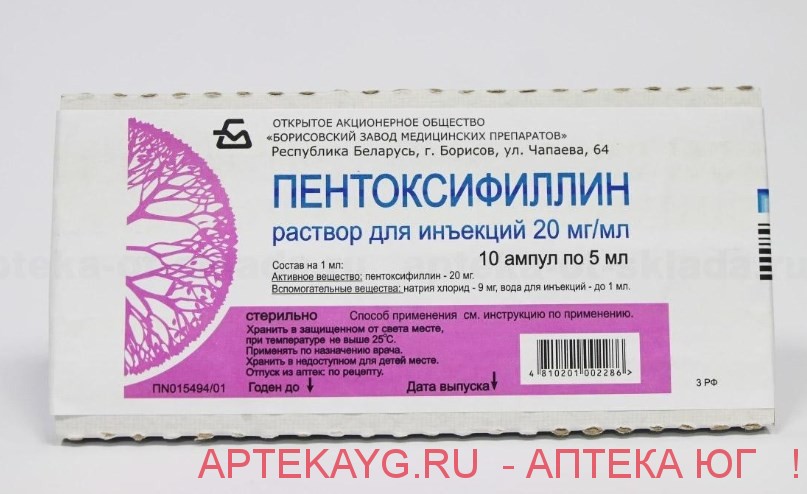 ОТКРЫТОЕ АКЦИОНЕРНОЕ ОБЩЕСТВО
«БОРИСОВСКИЙ ЗАВОД МЕДИЦИНСКИХ ПРЕПАРАТОВ»
Республика Беларусь, г. Борисов, ул. Чапаева, 64
ПЕНТОКСИФИЛЛИН
раствор для инъекций 20 мг/мл
10 ампул по 5 мл
Состав на 1 мл:
Активное вещество: пентоксифиллин - 20 мг.
Вспомогательные вещества: натрия хлорид - 9 мг, вода для инъекций - до 1 мл.
стерильно Способ применения см. инструкцию по применению.
Хранить в защищенном от света месте,
при температуре не выше 25°С.
Применять по назначению врача.
Хранить в недоступном для детей месте.
Отпуск из аптек: по рецепту.
4 810201 002286>
ПN015494/01 Годен до Дата выпуска 3 РФ
APTEKAYG.RU - АПТЕКА ЮГ !